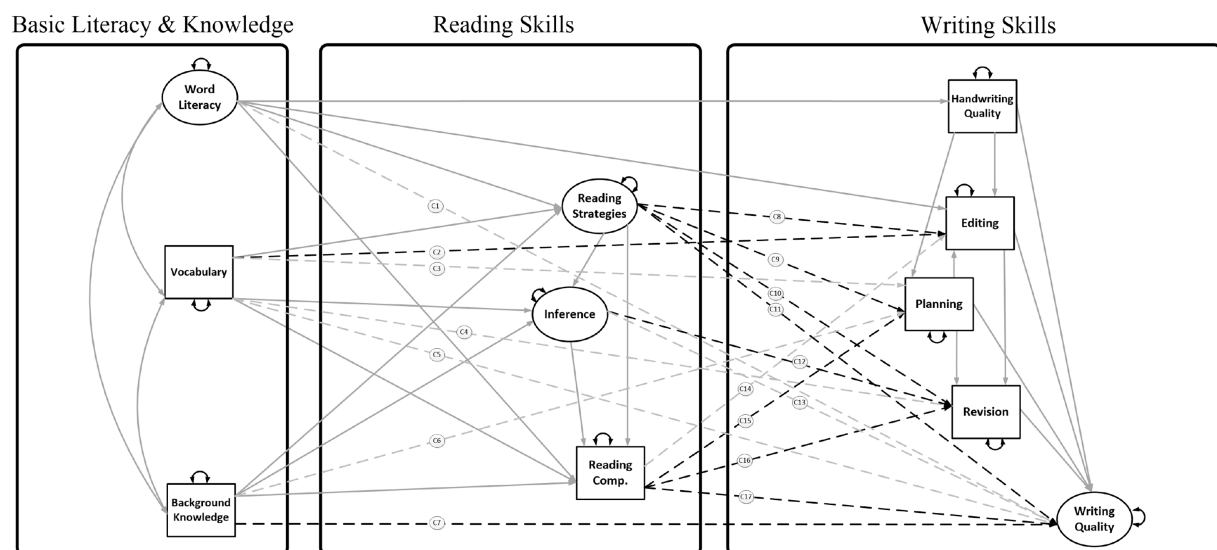 Basic Literacy & Knowledge
Reading Skills
Writing Skills
Word
Literacy
Handwriting
Quality
C1
Reading
Strategies
C8
Editing
C2
C3
Vocabulary
C9
C10
C11
Planning
Inference
C4
C5
C12
C14
C13
Revision
C15
C6
C16
Reading
Comp.
C17
Background
Knowledge
C7
Writing
Quality